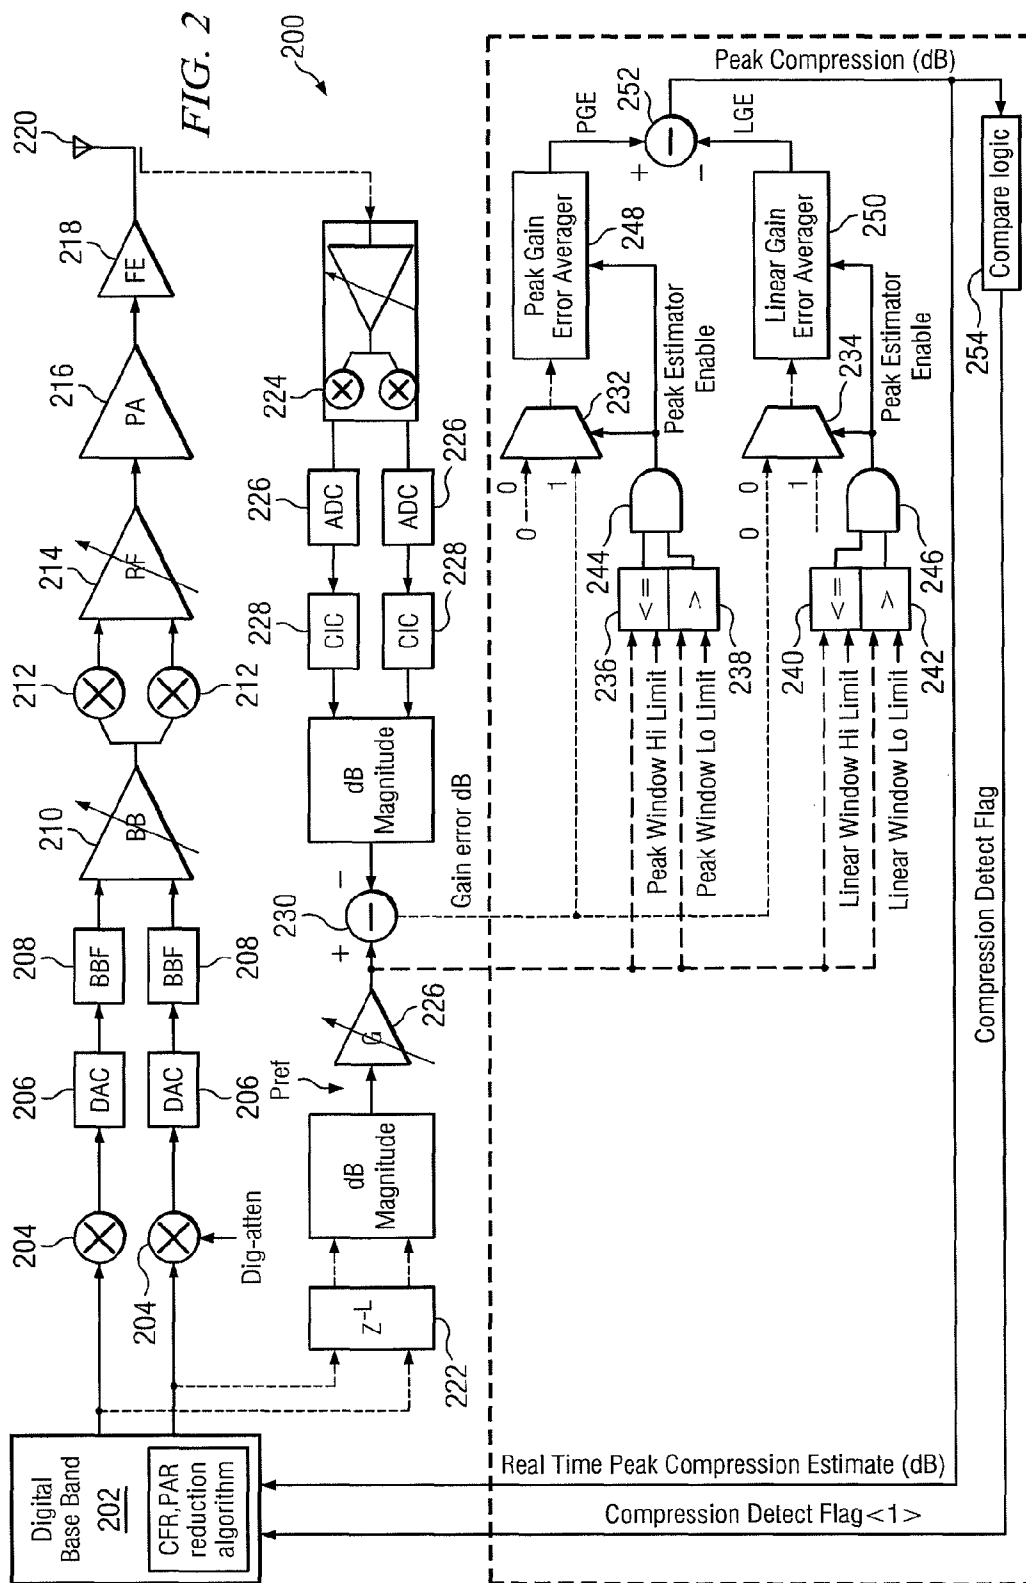 FIG. 2
200
220
218
FE
216
PA
214
RF
212
212
210
BB
208
BBF
BBF
208
206
DAC
DAC
206
204
204
Dig-atten
Digital
Base Band
202
CFR,PAR
reduction
algorithm
224
226
ADC
ADC
226
228
CIC
CIC
228
dB
Magnitude
Gain error dB
230
+
−
G
226
Pref
dB
Magnitude
Z-L
222
Peak Compression (dB)
252
PGE
LGE
+
−
Peak Gain
Error Averager
248
Linear Gain
Error Averager
250
Compare logic
254
232
Peak Estimator
Enable
234
Peak Estimator
Enable
0
0
1
0
0
1
244
246
236
<=
>
238
240
<=
>
242
Peak Window Hi Limit
Peak Window Lo Limit
Linear Window Hi Limit
Linear Window Lo Limit
Compression Detect Flag
Real Time Peak Compression Estimate (dB)
Compression Detect Flag<1>